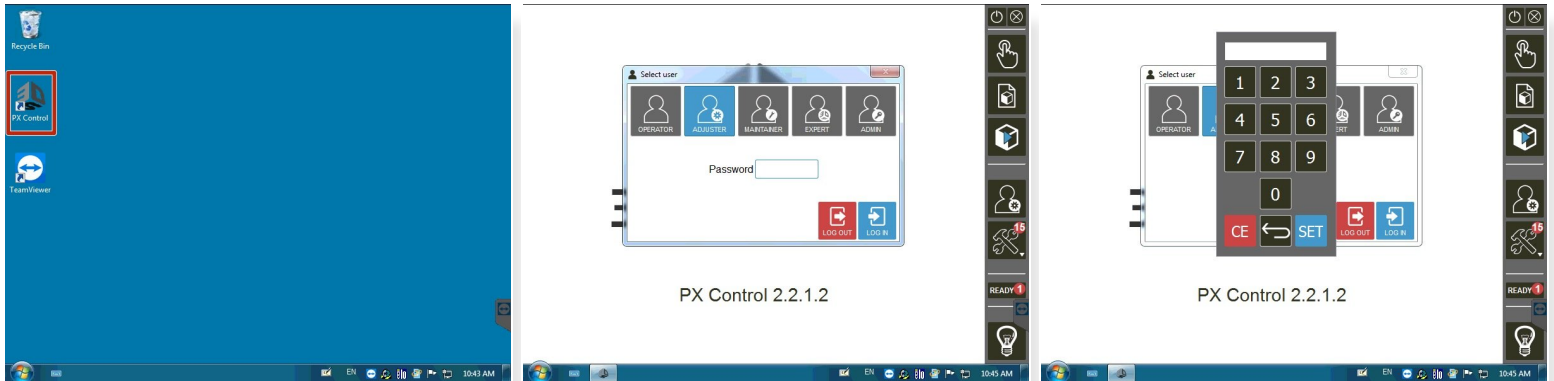 Recycle Bin
PX Control
TeamViewer
EN
10:43 AM
Select user
OPERATOR
ADJUSTER
MAINTAINER
EXPERT
ADMIN
Password
LOG OUT
LOG IN
PX Control 2.2.1.2
15
READY 1
EN
10:45 AM
Select user
1 2 3
OPERATOR
A
ERT
ADMIN
4 5 6
7 8 9
0
CE
SET
LOG OUT
LOG IN
PX Control 2.2.1.2
15
READY 1
EN
10:45 AM